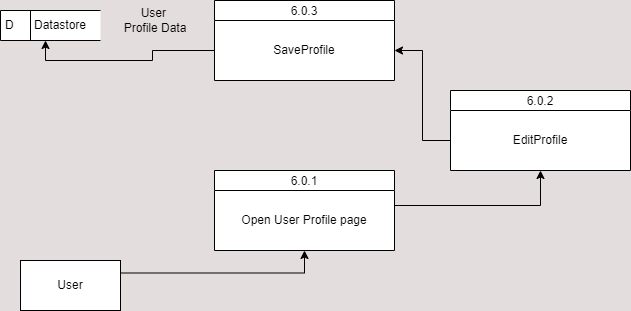 D
Datastore
User
Profile Data
6.0.3
SaveProfile
6.0.2
EditProfile
6.0.1
Open User Profile page
User